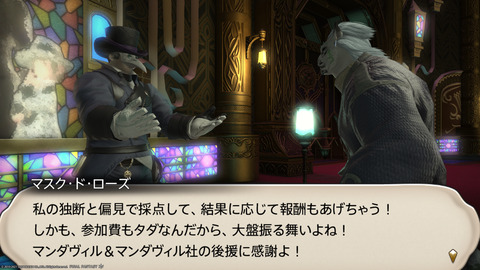 マスク・ド・ローズ
私の独断と偏見で採点して、結果に応じて報酬もあげちゃう！
しかも、参加費もタダなんだから、大盤振る舞いよね！
マンダヴィル＆マンダヴィル社の後援に感謝よ！